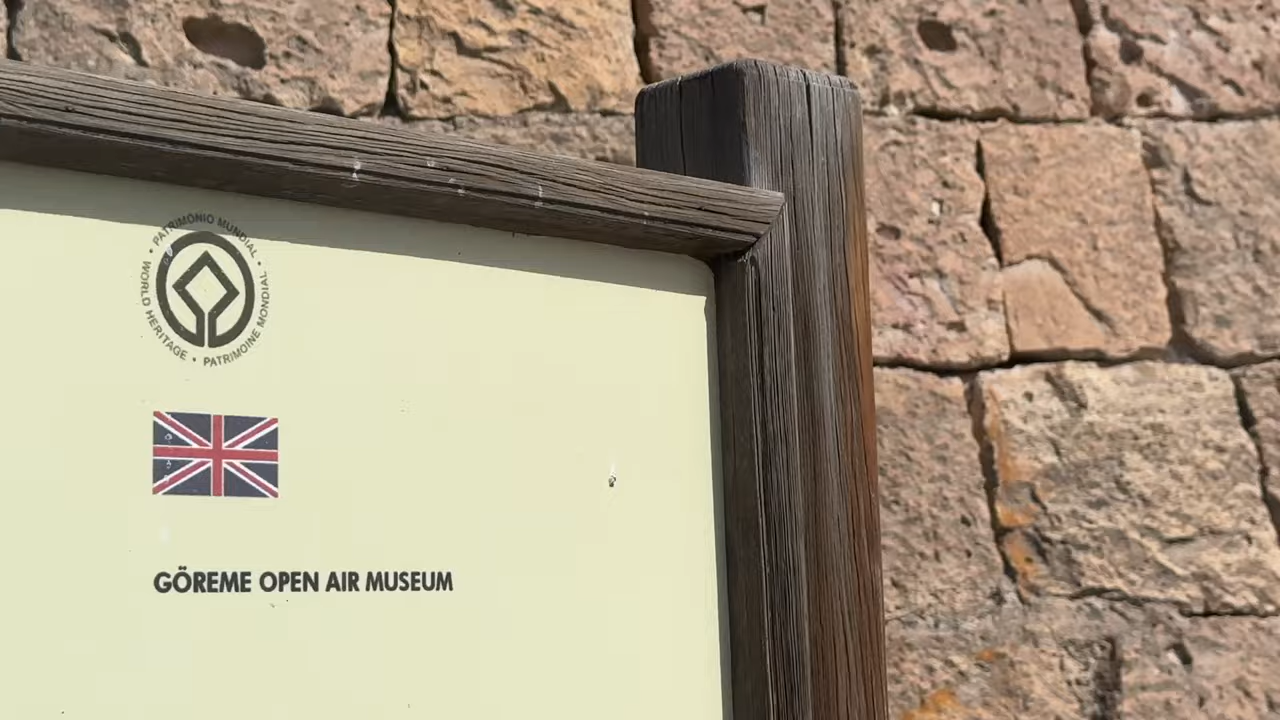 PATRIMONIO MUNDIAL • WORLD HERITAGE • PATRIMOINE MONDIAL •
GÖREME OPEN AIR MUSEUM